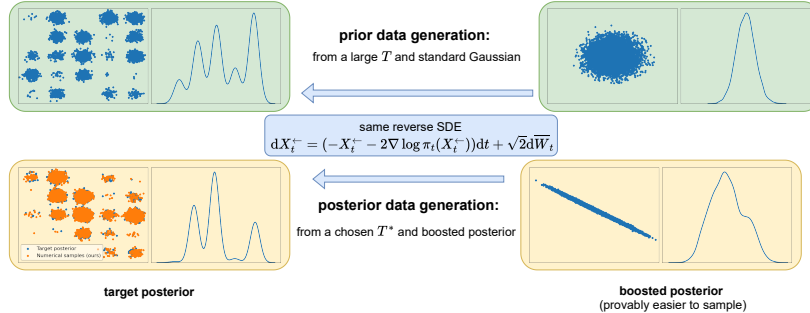 prior data generation:
from a large T and standard Gaussian
same reverse SDE
dX_t^← = (−X_t^← − 2∇ log π_t(X_t^←))dt + √2dW̅_t
posterior data generation:
from a chosen T* and boosted posterior
Target posterior
Numerical samples (ours)
target posterior
boosted posterior
(provably easier to sample)